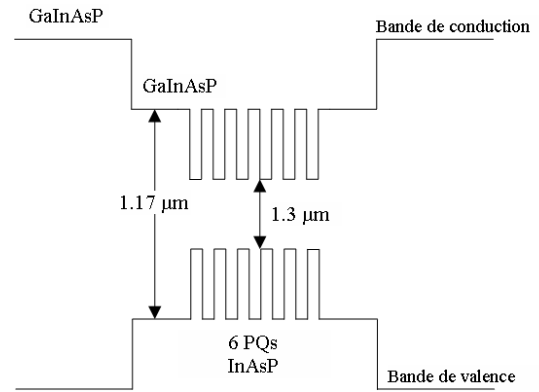 GaInAsP
Bande de conduction
GaInAsP
1.17 µm
1.3 µm
6 PQs
InAsP
Bande de valence